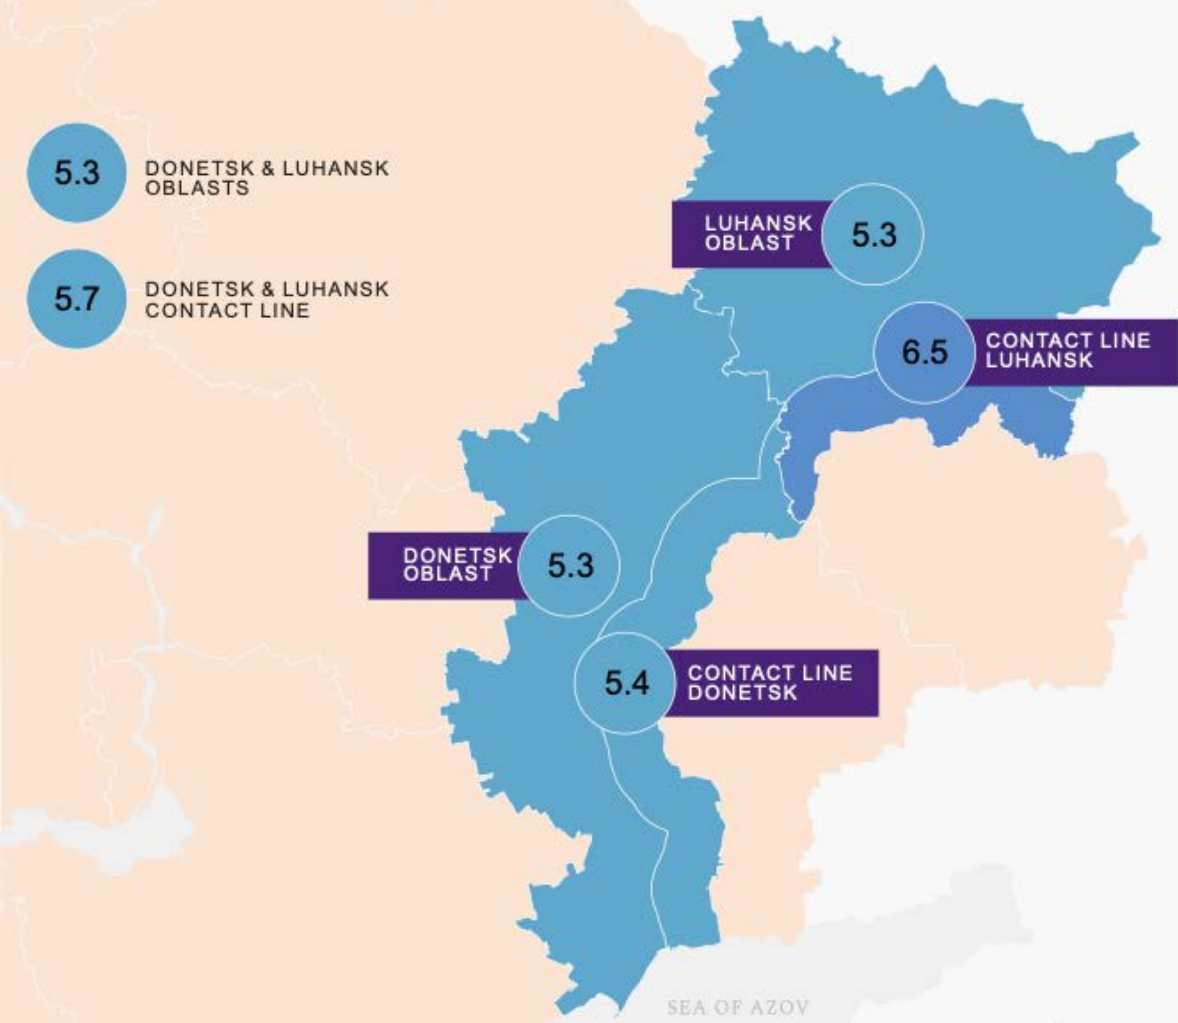 5.3
DONETSK & LUHANSK
OBLASTS
5.7
DONETSK & LUHANSK
CONTACT LINE
LUHANSK
OBLAST
5.3
6.5
CONTACT LINE
LUHANSK
DONETSK
OBLAST
5.3
5.4
CONTACT LINE
DONETSK
SEA OF AZOV